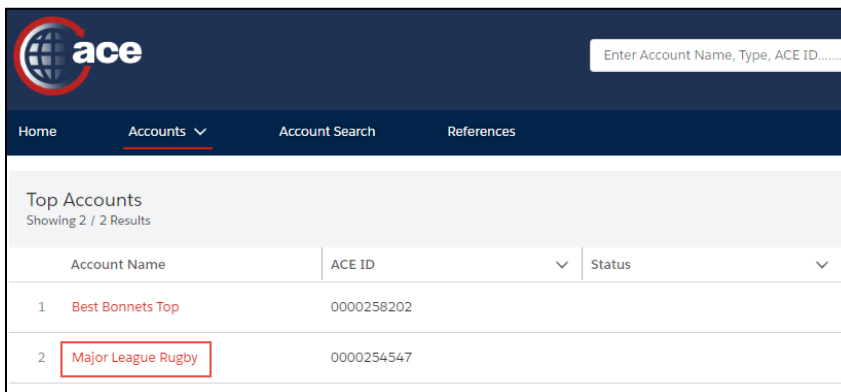 ace
Enter Account Name, Type, ACE ID.......
Home Accounts Account Search References
Top Accounts
Showing 2 / 2 Results
Account Name ACE ID Status
1 Best Bonnets Top 0000258202
2 Major League Rugby 0000254547